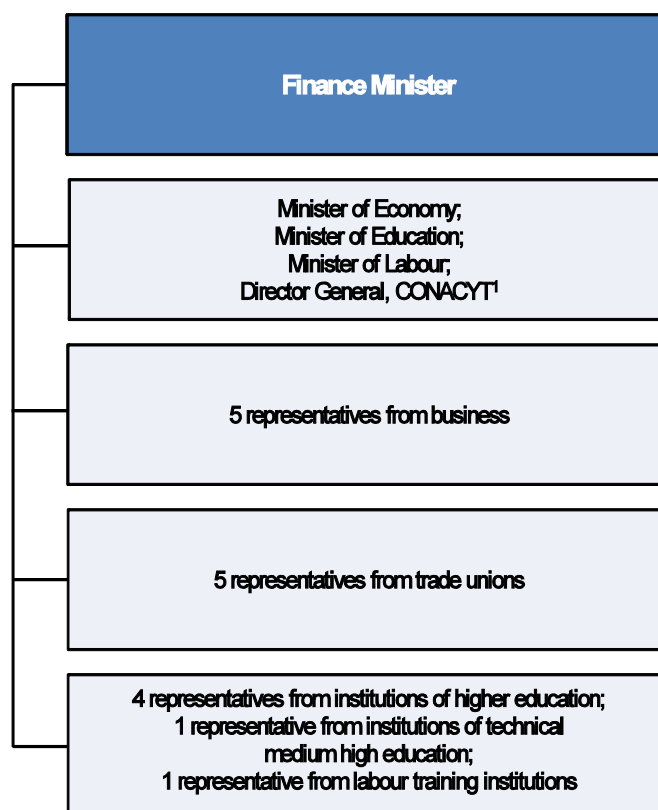 Finance Minister
Minister of Economy;
Minister of Education;
Minister of Labour;
Director General, CONACYT¹
5 representatives from business
5 representatives from trade unions
4 representatives from institutions of higher education;
1 representative from institutions of technical
medium high education;
1 representative from labour training institutions